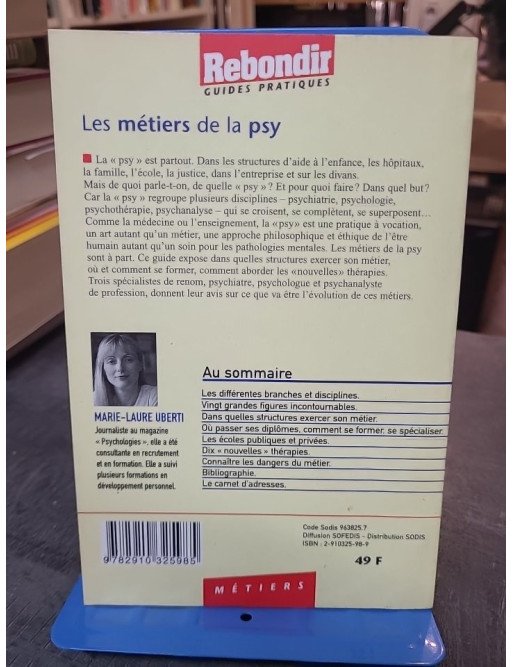 Rebondir
GUIDES PRATIQUES
Les métiers de la psy
La « psy » est partout. Dans les structures d'aide à l'enfance, les hôpitaux,
la famille, l'école, la justice, dans l'entreprise et sur les divans.
Mais de quoi parle-t-on, de quelle « psy » ? Et pour quoi faire ? Dans quel but ?
Car la « psy » regroupe plusieurs disciplines – psychiatrie, psychologie,
psychothérapie, psychanalyse – qui se croisent, se complètent, se superposent…
Comme la médecine ou l'enseignement, la «psy» est une pratique à vocation,
un art autant qu'un métier, une approche philosophique et éthique de l'être
humain autant qu'un soin pour les pathologies mentales. Les métiers de la psy
sont à part. Ce guide expose dans quelles structures exercer son métier,
où et comment se former, comment aborder les «nouvelles» thérapies.
Trois spécialistes de renom, psychiatre, psychologue et psychanalyste
de profession, donnent leur avis sur ce que va être l'évolution de ces métiers.
MARIE-LAURE UBERTI
Journaliste au magazine
« Psychologies », elle a été
consultante en recrutement
et en formation. Elle a suivi
plusieurs formations en
développement personnel.
Au sommaire
Les différentes branches et disciplines.
Vingt grandes figures incontournables.
Dans quelles structures exercer son métier.
Où passer ses diplômes, comment se former, se spécialiser.
Les écoles publiques et privées.
Dix « nouvelles » thérapies.
Connaître les dangers du métier.
Bibliographie.
Le carnet d'adresses.
9 782910 325985
Code Sodis 963825.7
Diffusion SOFEDIS - Distribution SODIS
ISBN : 2-910325-98-9
49 F
MÉTIERS